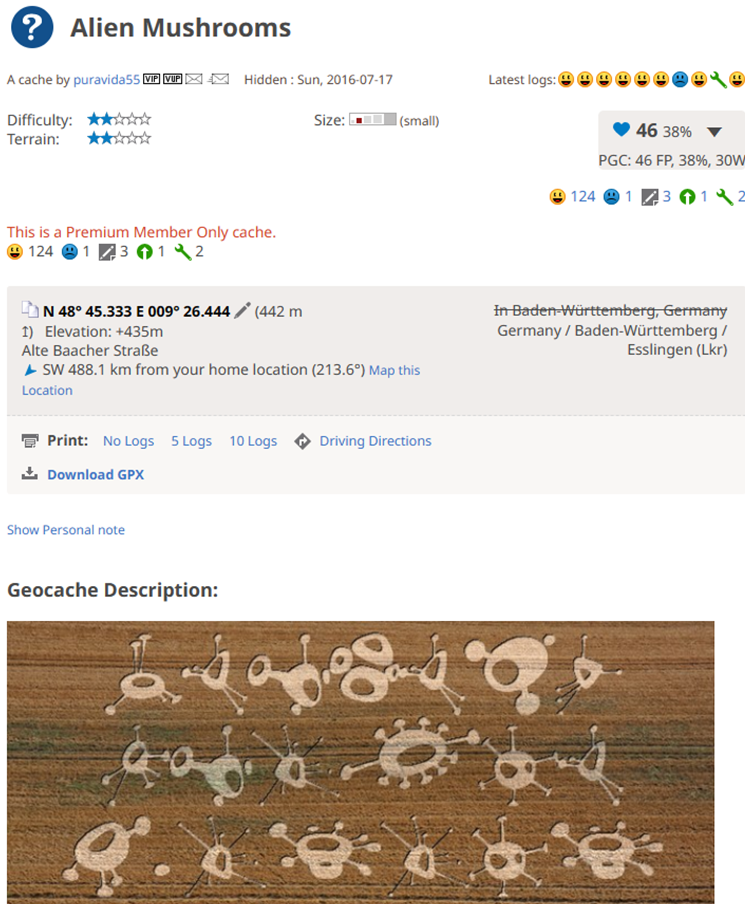 ?
Alien Mushrooms
A cache by puravida55 VIP VUP Hidden : Sun, 2016-07-17 Latest logs:
Difficulty:
Terrain:
Size: (small)
46 38%
PGC: 46 FP, 38%, 30W
124 1 3 1 2
This is a Premium Member Only cache.
124 1 3 1 2
N 48° 45.333 E 009° 26.444 (442 m
) Elevation: +435m
Alte Baacher Straße
SW 488.1 km from your home location (213.6°) Map this
Location
In Baden-Württemberg, Germany
Germany / Baden-Württemberg /
Esslingen (Lkr)
Print: No Logs 5 Logs 10 Logs Driving Directions
Download GPX
Show Personal note
Geocache Description: